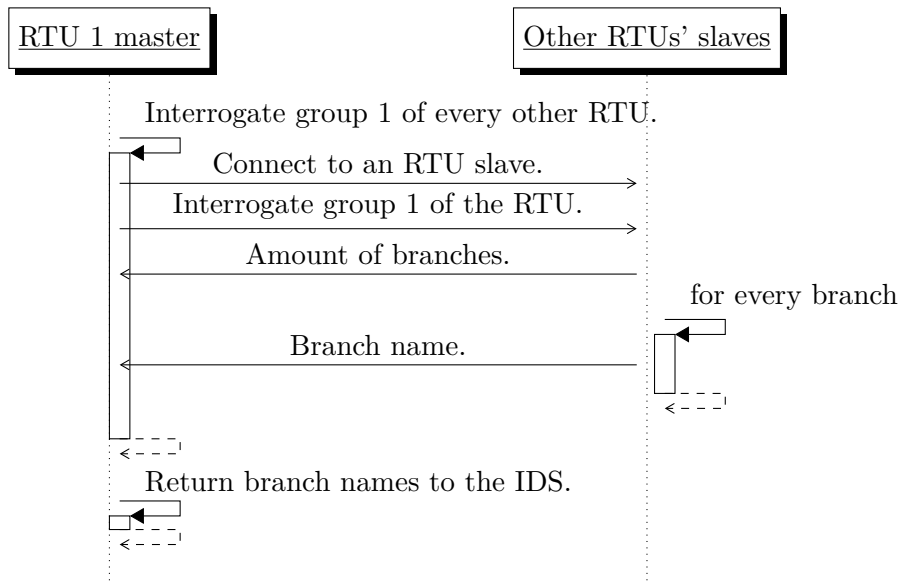 RTU 1 master
Other RTUs' slaves
Interrogate group 1 of every other RTU.
Connect to an RTU slave.
Interrogate group 1 of the RTU.
Amount of branches.
for every branch
Branch name.
Return branch names to the IDS.